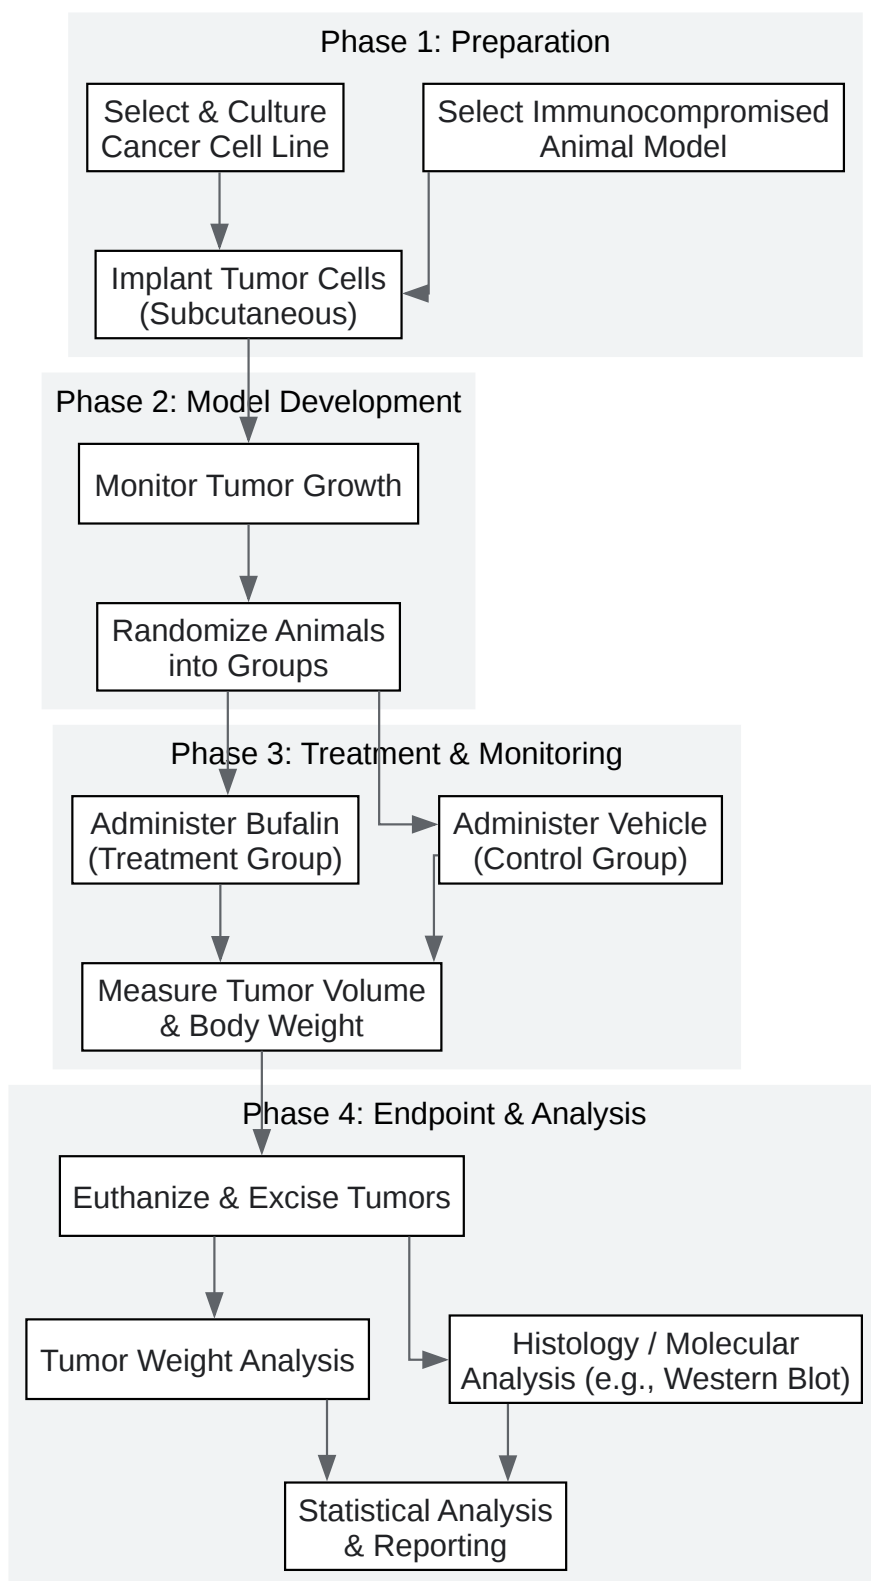 Phase 1: Preparation
Select & Culture
Cancer Cell Line
Select Immunocompromised
Animal Model
Implant Tumor Cells
(Subcutaneous)
Phase 2: Model Development
Monitor Tumor Growth
Randomize Animals
into Groups
Phase 3: Treatment & Monitoring
Administer Bufalin
(Treatment Group)
Administer Vehicle
(Control Group)
Measure Tumor Volume
& Body Weight
Phase 4: Endpoint & Analysis
Euthanize & Excise Tumors
Tumor Weight Analysis
Histology / Molecular
Analysis (e.g., Western Blot)
Statistical Analysis
& Reporting